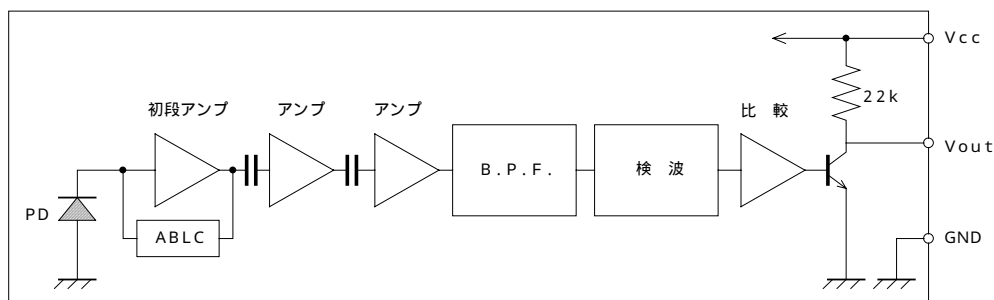 Vcc
22k
初段アンプ
アンプ
アンプ
比 較
Vout
B.P.F.
検 波
PD
ABLC
GND